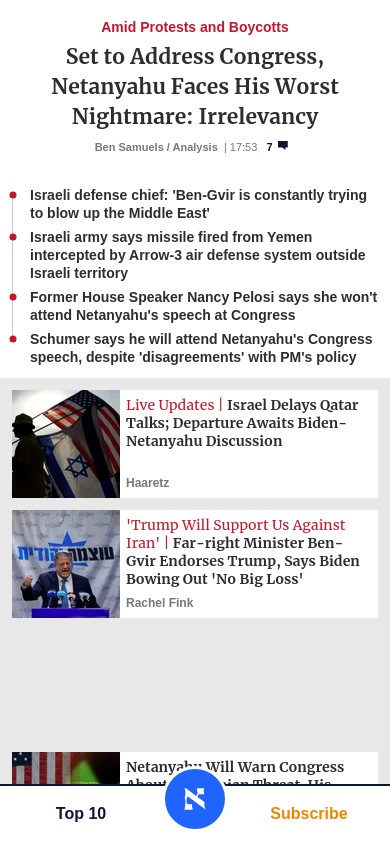 Amid Protests and Boycotts
Set to Address Congress,
Netanyahu Faces His Worst
Nightmare: Irrelevancy
Ben Samuels / Analysis | 17:53 7
Israeli defense chief: 'Ben-Gvir is constantly trying
to blow up the Middle East'
Israeli army says missile fired from Yemen
intercepted by Arrow-3 air defense system outside
Israeli territory
Former House Speaker Nancy Pelosi says she won't
attend Netanyahu's speech at Congress
Schumer says he will attend Netanyahu's Congress
speech, despite 'disagreements' with PM's policy
Live Updates | Israel Delays Qatar
Talks; Departure Awaits Biden-
Netanyahu Discussion
Haaretz
'Trump Will Support Us Against
Iran' | Far-right Minister Ben-
Gvir Endorses Trump, Says Biden
Bowing Out 'No Big Loss'
Rachel Fink
Netanyahu Will Warn Congress
Top 10
Subscribe